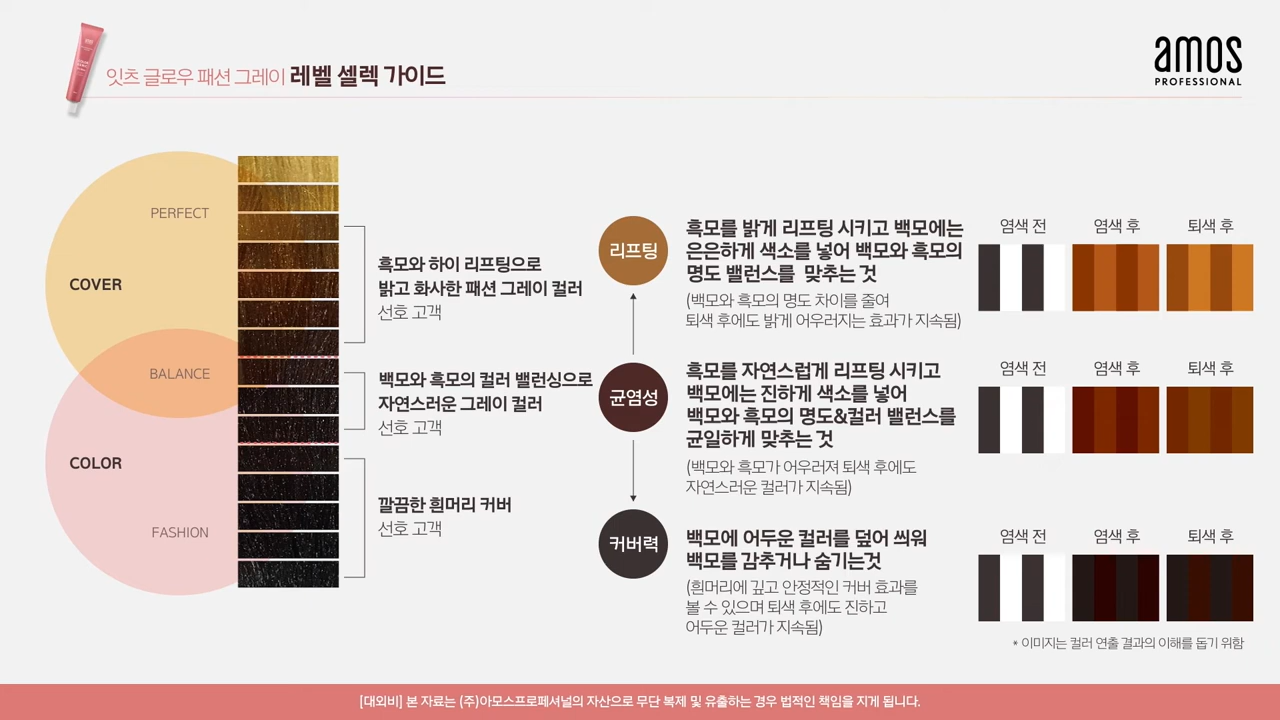 잇츠 글로우 패션 그레이 레벨 셀렉 가이드
amos
PROFESSIONAL
PERFECT
COVER
BALANCE
COLOR
FASHION
흑모와 하이 리프팅으로
밝고 화사한 패션 그레이 컬러
선호 고객
백모와 흑모의 컬러 밸런싱으로
자연스러운 그레이 컬러
선호 고객
깔끔한 흰머리 커버
선호 고객
리프팅
흑모를 밝게 리프팅 시키고 백모에는
은은하게 색소를 넣어 백모와 흑모의
명도 밸런스를 맞추는 것
(백모와 흑모의 명도 차이를 줄여
퇴색 후에도 밝게 어우러지는 효과가 지속됨)
염색 전 염색 후 퇴색 후
균염성
흑모를 자연스럽게 리프팅 시키고
백모에는 진하게 색소를 넣어
백모와 흑모의 명도&컬러 밸런스를
균일하게 맞추는 것
(백모와 흑모가 어우러져 퇴색 후에도
자연스러운 컬러가 지속됨)
염색 전 염색 후 퇴색 후
커버력
백모에 어두운 컬러를 덮어 씌워
백모를 감추거나 숨기는것
(흰머리에 깊고 안정적인 커버 효과를
볼 수 있으며 퇴색 후에도 진하고
어두운 컬러가 지속됨)
염색 전 염색 후 퇴색 후
* 이미지는 컬러 연출 결과의 이해를 돕기 위함
[대외비] 본 자료는 (주)아모스프로페셔널의 자산으로 무단 복제 및 유출하는 경우 법적인 책임을 지게 됩니다.